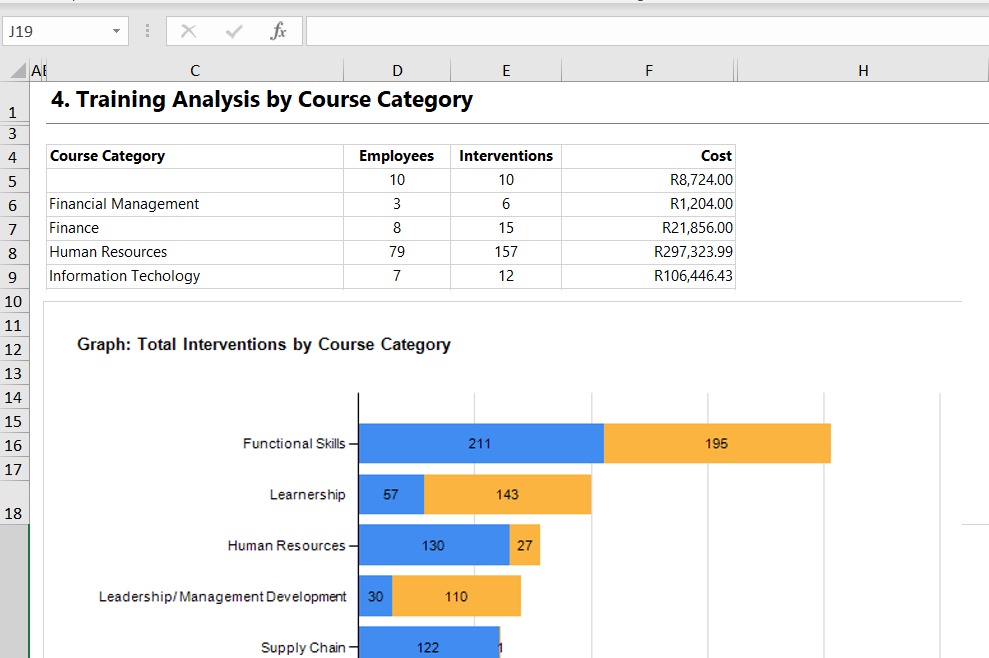 J19 fx
A C D E F H
1 4. Training Analysis by Course Category
3
4 Course Category Employees Interventions Cost
5 10 10 R8,724.00
6 Financial Management 3 6 R1,204.00
7 Finance 8 15 R21,856.00
8 Human Resources 79 157 R297,323.99
9 Information Techology 7 12 R106,446.43
10
11
12 Graph: Total Interventions by Course Category
13
14
15
16 Functional Skills 211 195
17
18 Learnership 57 143
Human Resources 130 27
Leadership/Management Development 30 110
Supply Chain 122 1